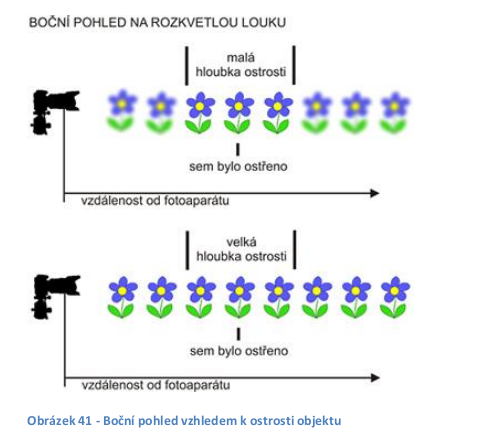 BOČNÍ POHLED NA ROZKVETLOU LOUKU
malá
hloubka ostrosti
sem bylo ostřeno
vzdálenost od fotoaparátu
velká
hloubka ostrosti
sem bylo ostřeno
vzdálenost od fotoaparátu
Obrázek 41 - Boční pohled vzhledem k ostrosti objektu